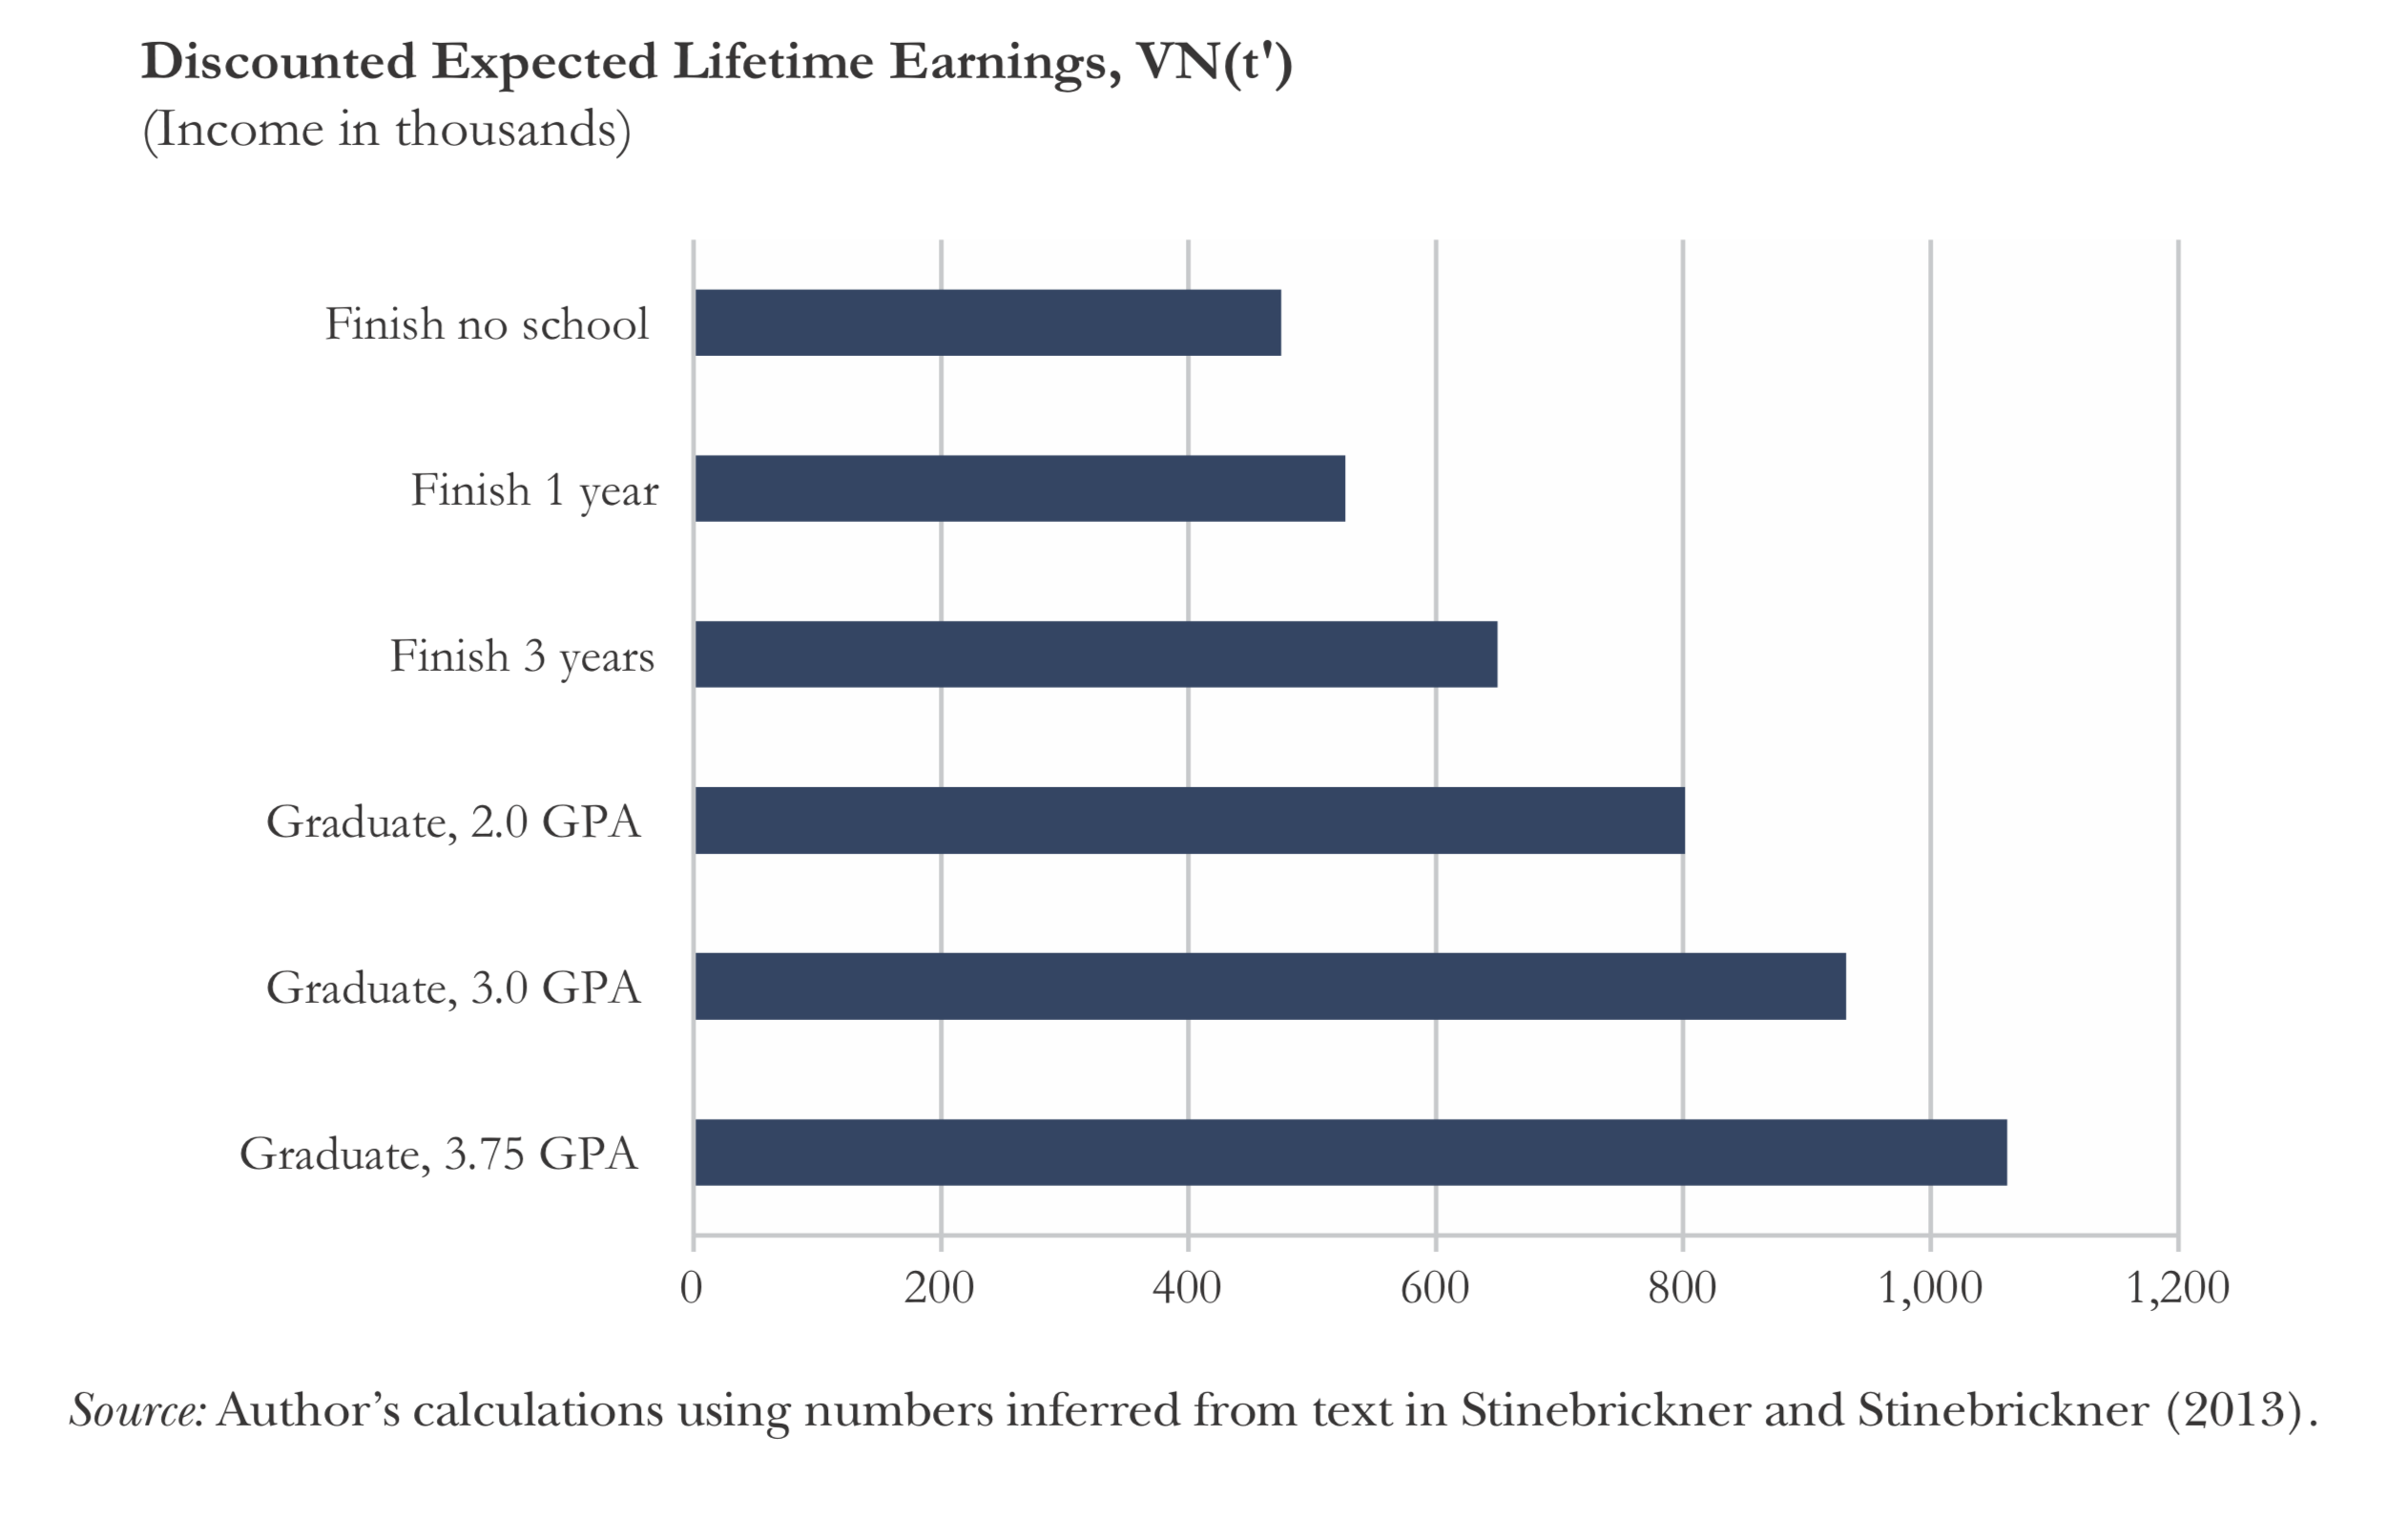 Discounted Expected Lifetime Earnings, VN(t')
(Income in thousands)
Finish no school
Finish 1 year
Finish 3 years
Graduate, 2.0 GPA
Graduate, 3.0 GPA
Graduate, 3.75 GPA
0 200 400 600 800 1,000 1,200
Source: Author’s calculations using numbers inferred from text in Stinebrickner and Stinebrickner (2013).